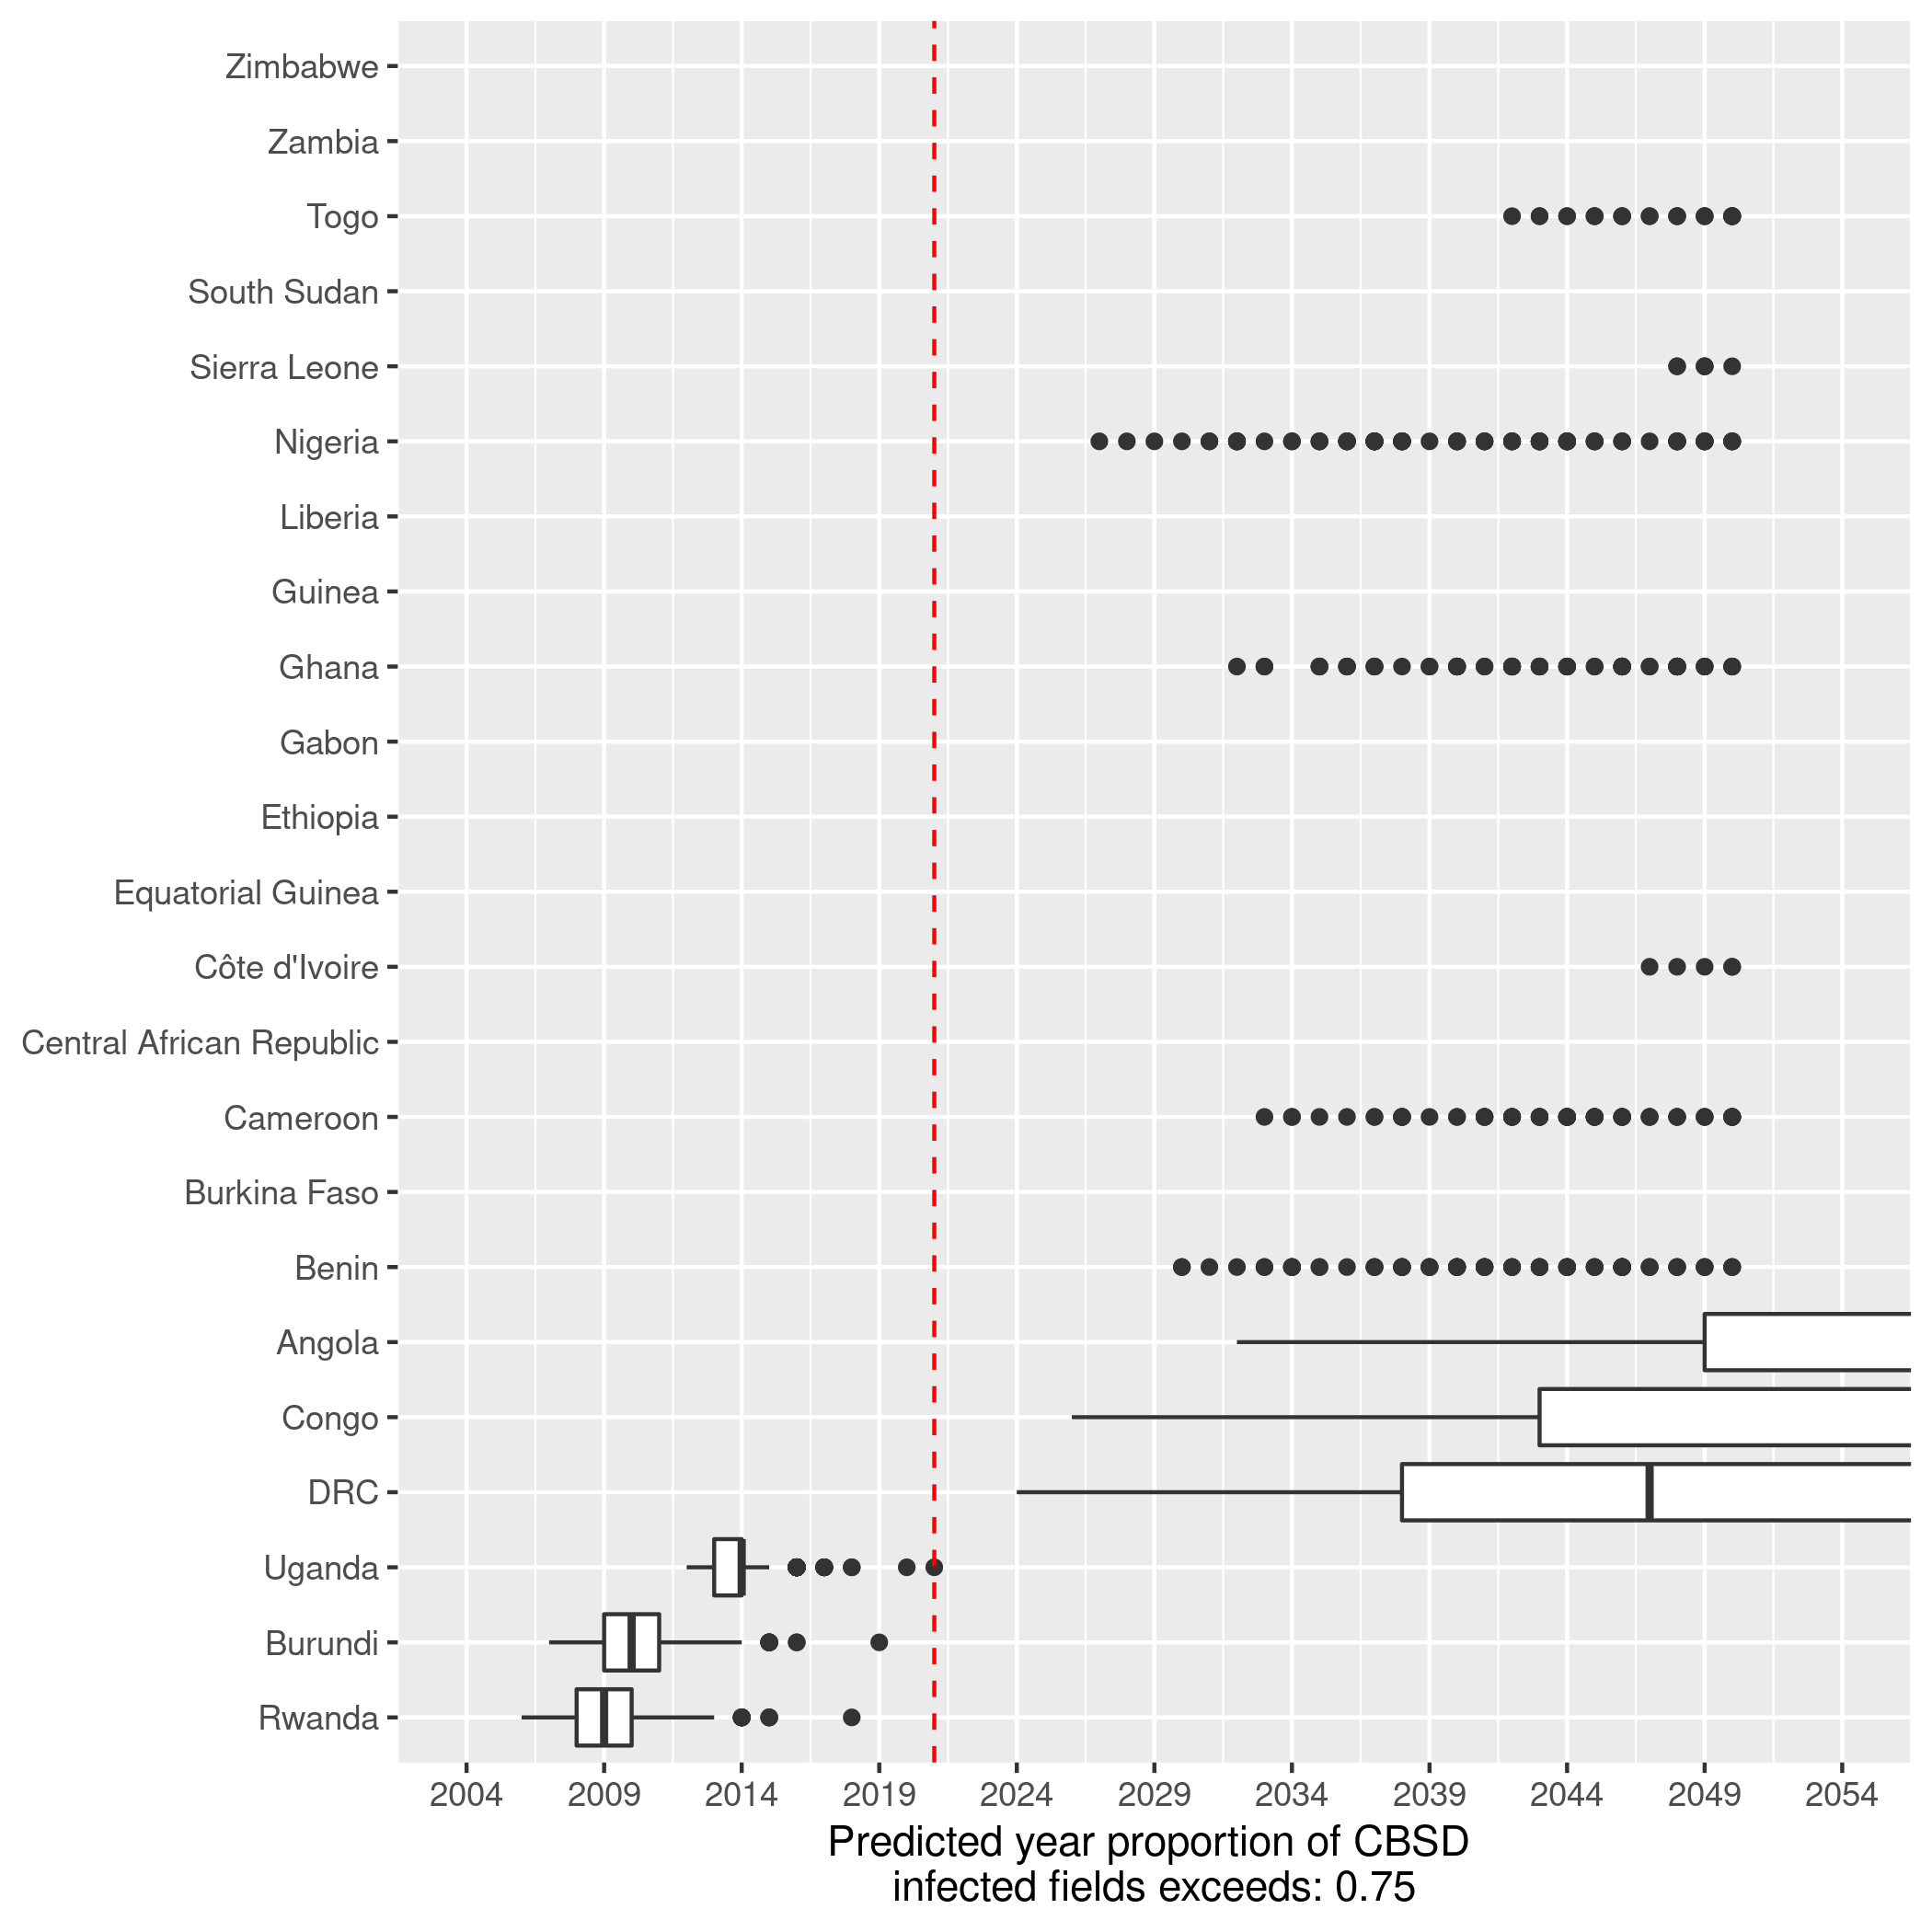 Zimbabwe
Zambia
Togo
South Sudan
Sierra Leone
Nigeria
Liberia
Guinea
Ghana
Gabon
Ethiopia
Equatorial Guinea
Côte d'Ivoire
Central African Republic
Cameroon
Burkina Faso
Benin
Angola
Congo
DRC
Uganda
Burundi
Rwanda
2004 2009 2014 2019 2024 2029 2034 2039 2044 2049 2054
Predicted year proportion of CBSD
infected fields exceeds: 0.75